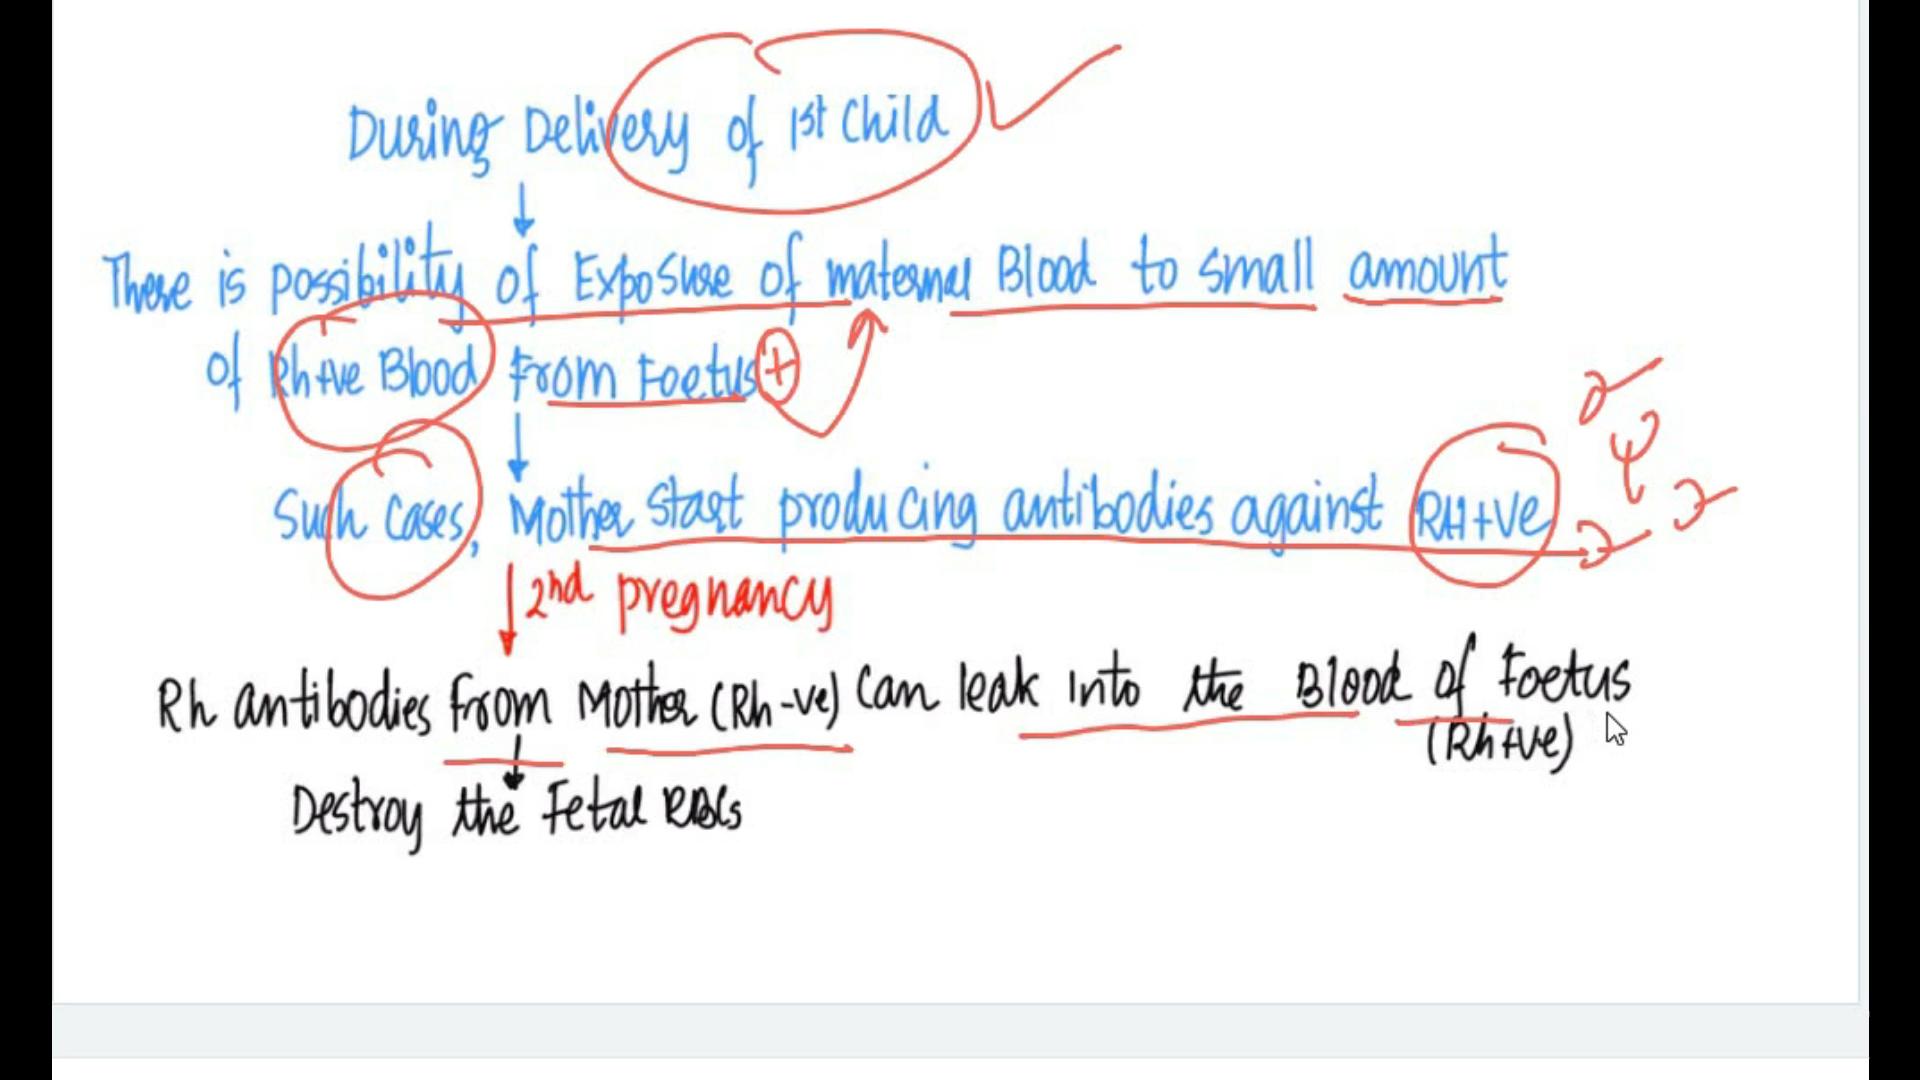 During Delivery of 1st Child
There is possibility of Exposure of maternal Blood to small amount
of Rh+ve Blood From Foetus +
Such Cases, Mother start producing antibodies against RH+ve
2nd pregnancy
Rh antibodies from Mother (Rh-ve) can leak into the Blood of Foetus
(Rh+ve)
Destroy the Fetal RBCs